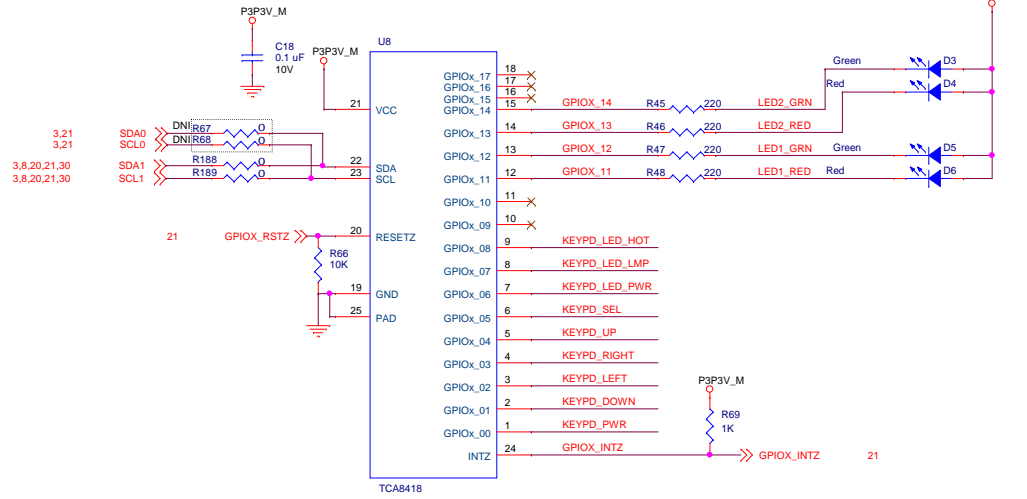 P3P3V_M
C18
0.1 uF
10V
P3P3V_M
U8
21 VCC
3,21 SDA0 DNI R67 0
3,21 SCL0 DNI R68 0
3,8,20,21,30 SDA1 R188 0 22 SDA
3,8,20,21,30 SCL1 R189 0 23 SCL
21 GPIOX_RSTZ 20 RESETZ
R66
10K
19 GND
25 PAD
GPIOx_17 18
GPIOx_16 17
GPIOx_15 16
GPIOx_14 15 GPIOX_14 R45 220 LED2_GRN Green D3
GPIOx_13 14 GPIOX_13 R46 220 LED2_RED Red D4
GPIOx_12 13 GPIOX_12 R47 220 LED1_GRN Green D5
GPIOx_11 12 GPIOX_11 R48 220 LED1_RED Red D6
GPIOx_10 11
GPIOx_09 10
GPIOx_08 9 KEYPD_LED_HOT
GPIOx_07 8 KEYPD_LED_LMP
GPIOx_06 7 KEYPD_LED_PWR
GPIOx_05 6 KEYPD_SEL
GPIOx_04 5 KEYPD_UP
GPIOx_03 4 KEYPD_RIGHT
GPIOx_02 3 KEYPD_LEFT
GPIOx_01 2 KEYPD_DOWN
GPIOx_00 1 KEYPD_PWR
INTZ 24 GPIOX_INTZ GPIOX_INTZ 21
P3P3V_M
R69
1K
TCA8418